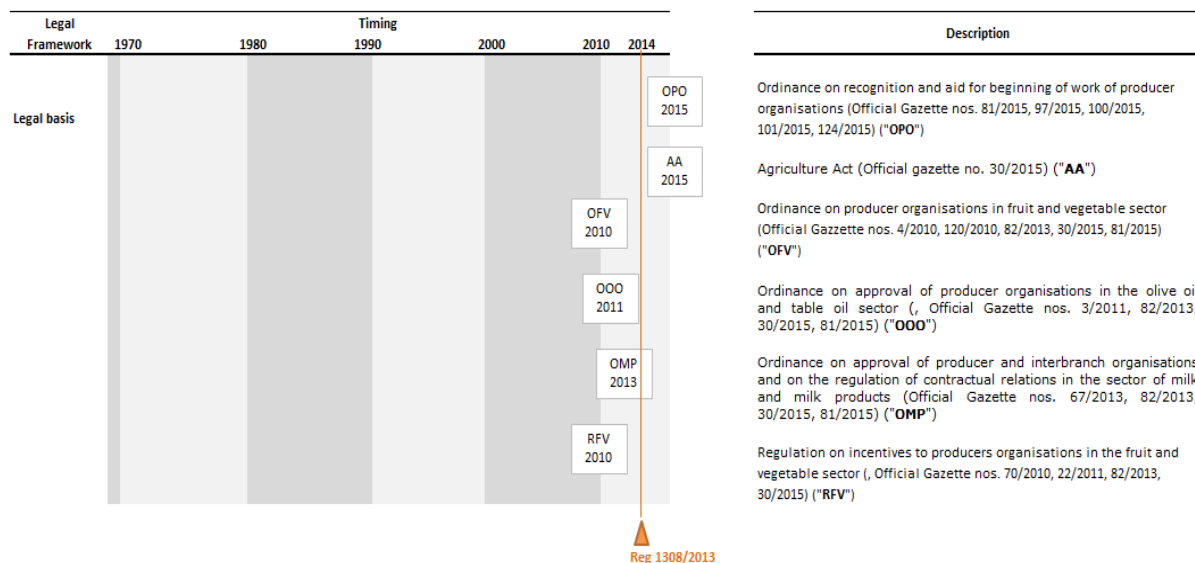 Legal
Framework
Timing
1970 1980 1990 2000 2010 2014
Description
Legal basis
OPO
2015
AA
2015
OFV
2010
OOO
2011
OMP
2013
RFV
2010
Reg 1308/2013
Ordinance on recognition and aid for beginning of work of producer
organisations (Official Gazette nos. 81/2015, 97/2015, 100/2015,
101/2015, 124/2015) ("OPO")
Agriculture Act (Official gazette no. 30/2015) ("AA")
Ordinance on producer organisations in fruit and vegetable sector
(Official Gazzette nos. 4/2010, 120/2010, 82/2013, 30/2015, 81/2015)
("OFV")
Ordinance on approval of producer organisations in the olive oi
and table oil sector (, Official Gazette nos. 3/2011, 82/2013,
30/2015, 81/2015) ("OOO")
Ordinance on approval of producer and interbranch organisations
and on the regulation of contractual relations in the sector of milk
and milk products (Official Gazette nos. 67/2013, 82/2013,
30/2015, 81/2015) ("OMP")
Regulation on incentives to producers organisations in the fruit and
vegetable sector (, Official Gazette nos. 70/2010, 22/2011, 82/2013,
30/2015) ("RFV")